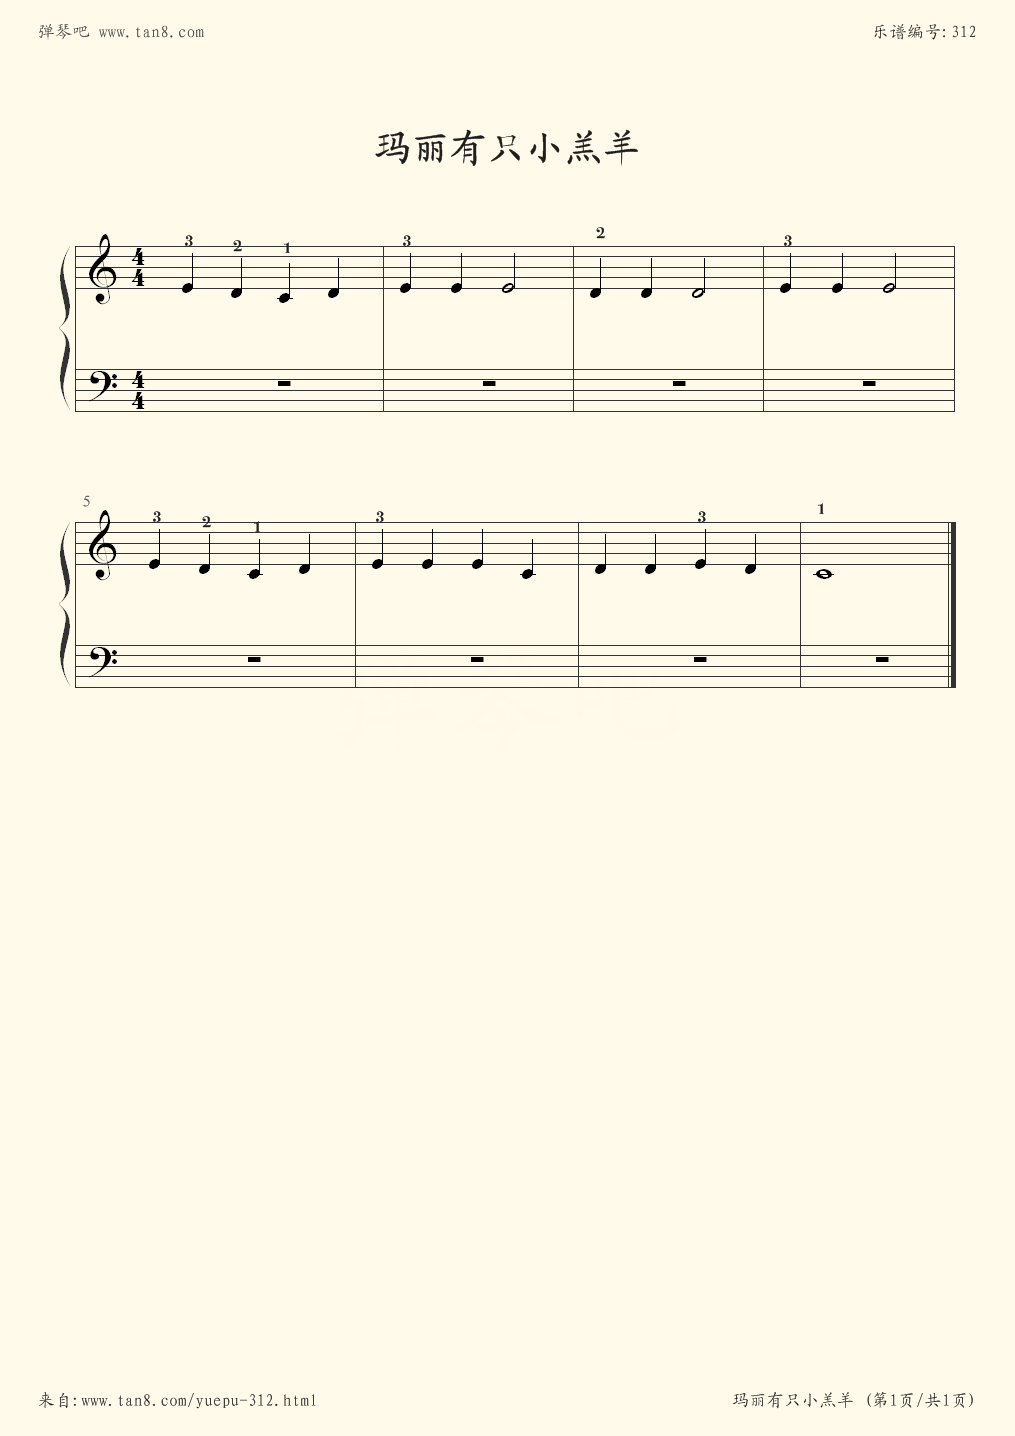 弹琴吧 www.tan8.com
乐谱编号:312
玛丽有只小羔羊
4 3 2 1 3 2 3
4
4
4
5 3 2 1 3 3 1
来自:www.tan8.com/yuepu-312.html
玛丽有只小羔羊 (第1页/共1页)